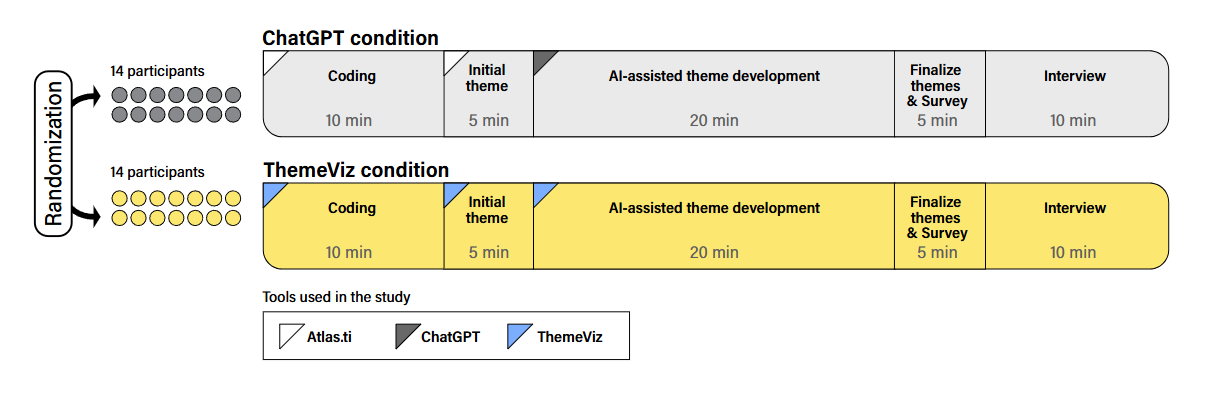 Randomization
14 participants
14 participants
ChatGPT condition
Coding
10 min
Initial
theme
5 min
AI-assisted theme development
20 min
Finalize
themes
& Survey
5 min
Interview
10 min
ThemeViz condition
Coding
10 min
Initial
theme
5 min
AI-assisted theme development
20 min
Finalize
themes
& Survey
5 min
Interview
10 min
Tools used in the study
Atlas.ti
ChatGPT
ThemeViz